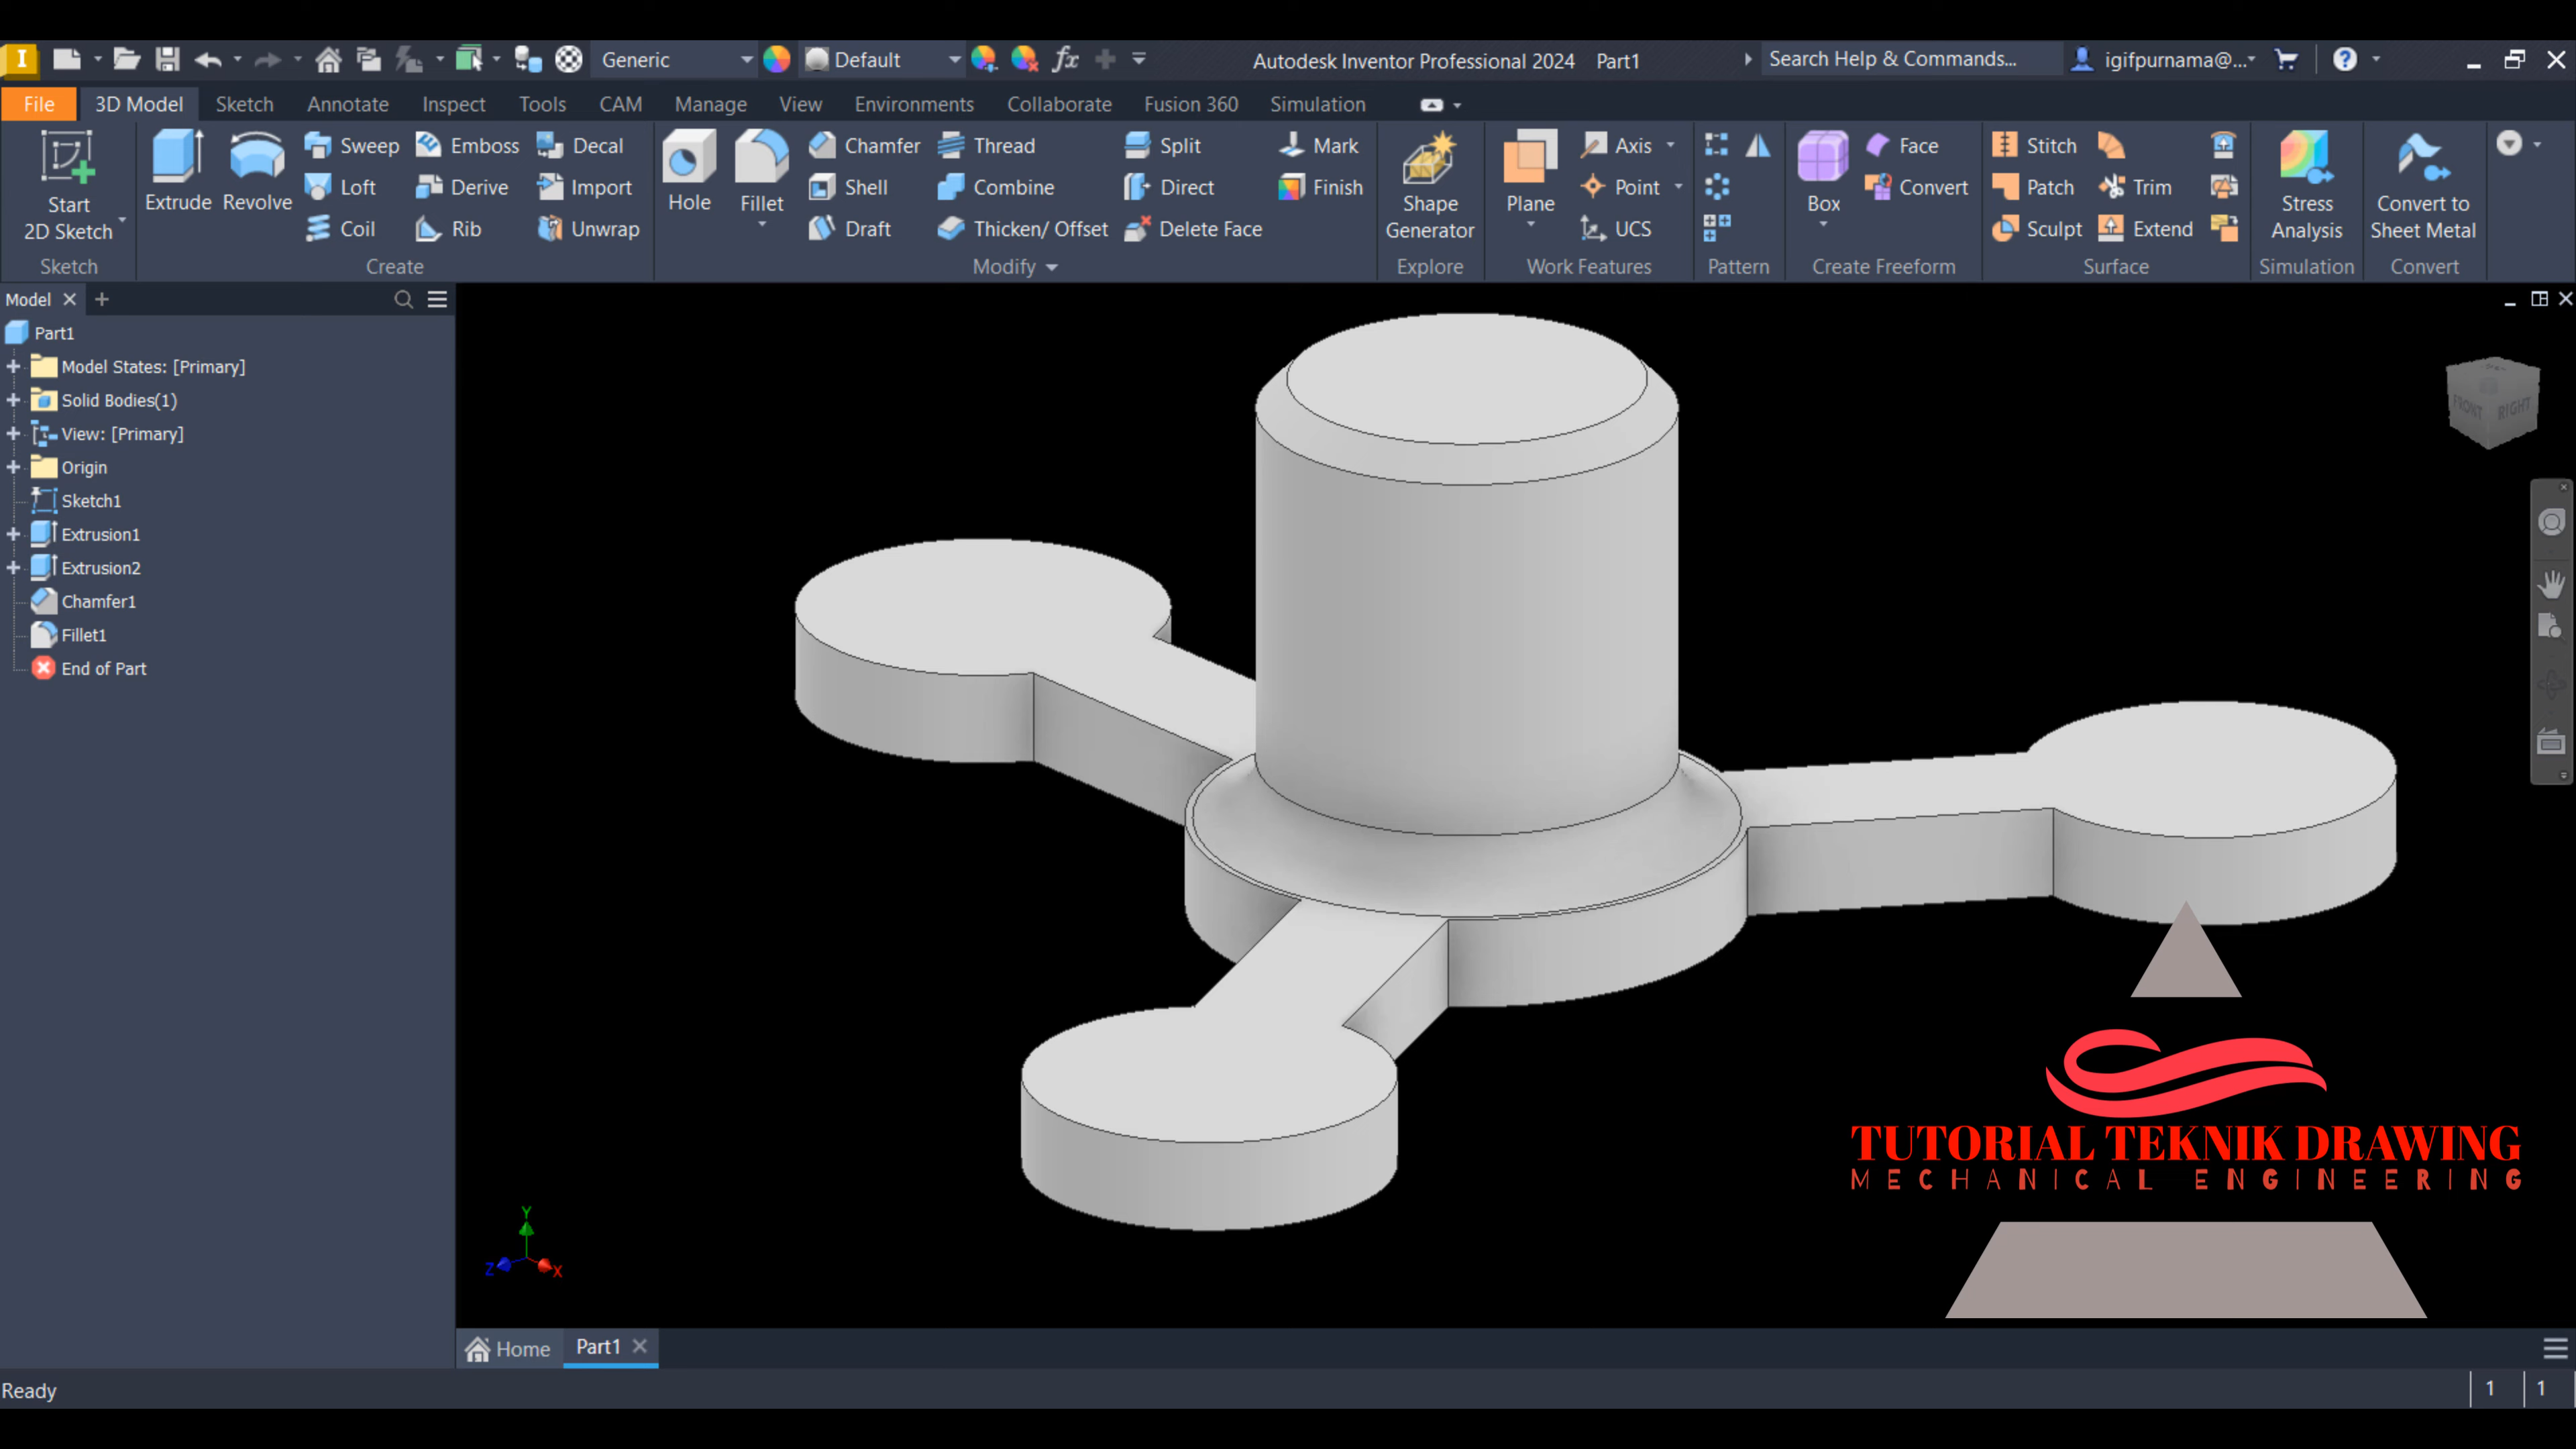 Generic
Default
fx
Autodesk Inventor Professional 2024 Part1
Search Help & Commands...
igifpurnama@...
File 3D Model Sketch Annotate Inspect Tools CAM Manage View Environments Collaborate Fusion 360 Simulation
Start
2D Sketch
Sketch
Extrude
Revolve
Sweep
Loft
Coil
Emboss
Derive
Rib
Decal
Import
Unwrap
Create
Hole
Fillet
Chamfer
Shell
Draft
Thread
Combine
Thicken/ Offset
Split
Direct
Delete Face
Mark
Finish
Modify
Shape
Generator
Explore
Plane
Axis
Point
UCS
Work Features
Pattern
Box
Face
Convert
Create Freeform
Stitch
Patch
Sculpt
Trim
Extend
Surface
Stress
Analysis
Simulation
Convert to
Sheet Metal
Convert
Model
Part1
Model States: [Primary]
Solid Bodies(1)
View: [Primary]
Origin
Sketch1
Extrusion1
Extrusion2
Chamfer1
Fillet1
End of Part
FRONT RIGHT
Y
Z
X
TUTORIAL TEKNIK DRAWING
MECHANICAL ENGINEERING
Home Part1
Ready
1 1